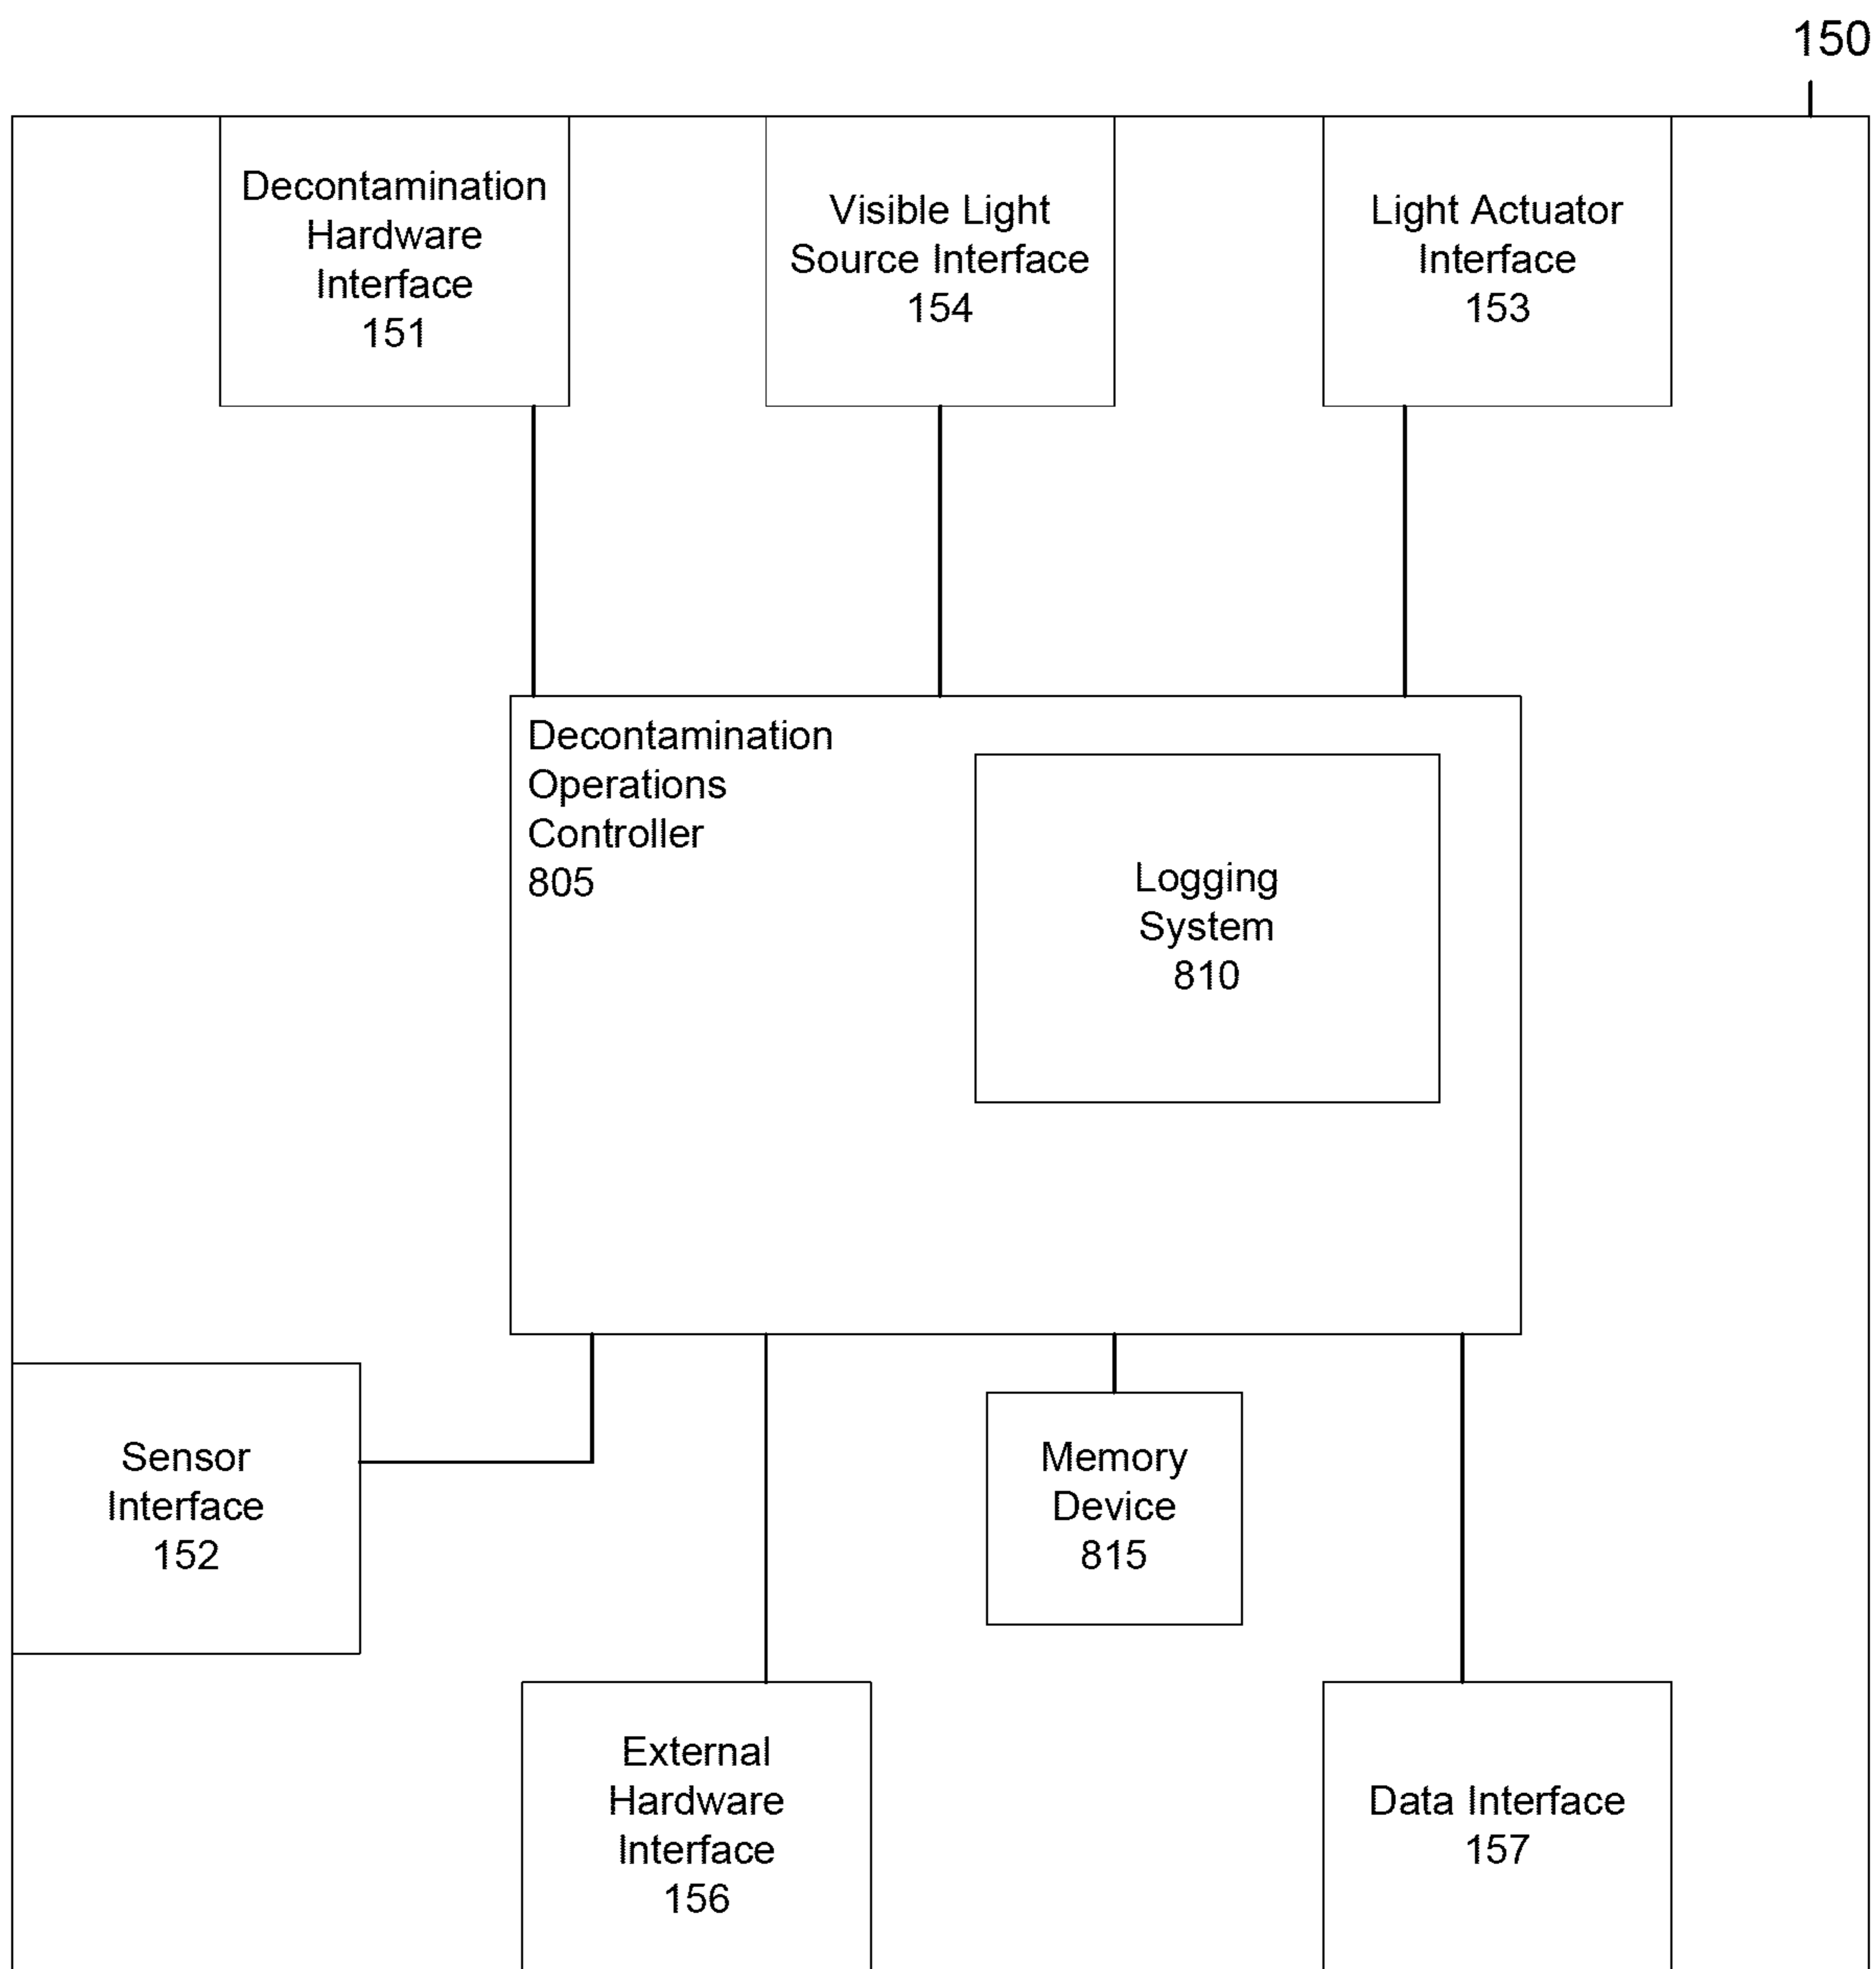 150
Decontamination
Hardware
Interface
151
Visible Light
Source Interface
154
Light Actuator
Interface
153
Decontamination
Operations
Controller
805
Logging
System
810
Sensor
Interface
152
Memory
Device
815
External
Hardware
Interface
156
Data Interface
157